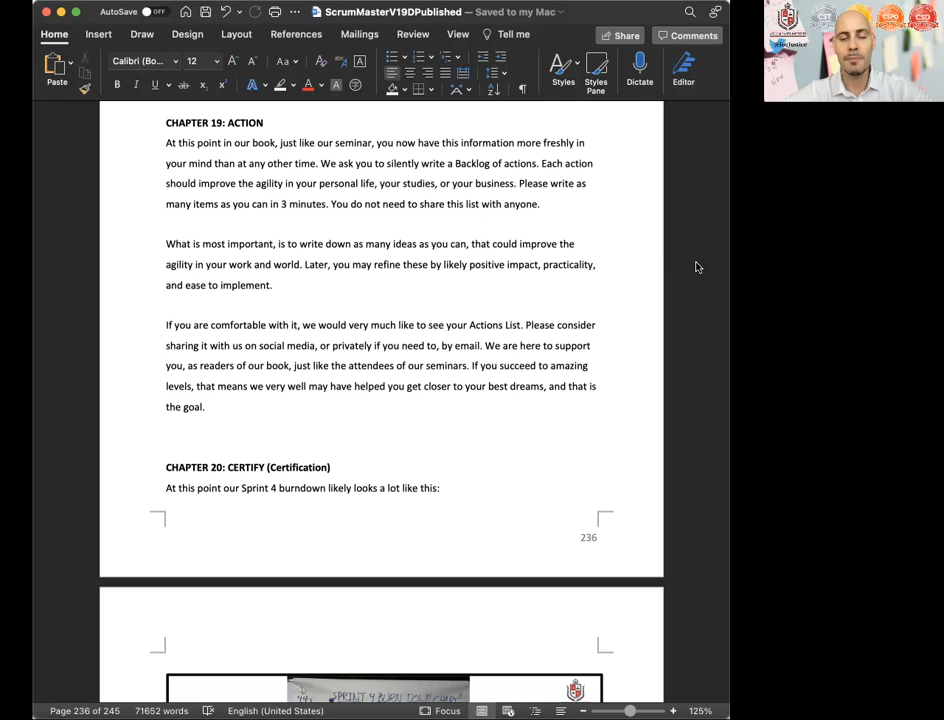 AutoSave OFF ScrumMasterV19DPublished — Saved to my Mac
Home Insert Draw Design Layout References Mailings Review View Tell me Share Comments
Paste Calibri (Bo... 12 Aa Styles Styles Pane Dictate Editor
B I U ab x₂ x² A A A
CHAPTER 19: ACTION
At this point in our book, just like our seminar, you now have this information more freshly in
your mind than at any other time. We ask you to silently write a Backlog of actions. Each action
should improve the agility in your personal life, your studies, or your business. Please write as
many items as you can in 3 minutes. You do not need to share this list with anyone.
What is most important, is to write down as many ideas as you can, that could improve the
agility in your work and world. Later, you may refine these by likely positive impact, practicality,
and ease to implement.
If you are comfortable with it, we would very much like to see your Actions List. Please consider
sharing it with us on social media, or privately if you need to, by email. We are here to support
you, as readers of our book, just like the attendees of our seminars. If you succeed to amazing
levels, that means we very well may have helped you get closer to your best dreams, and that is
the goal.
CHAPTER 20: CERTIFY (Certification)
At this point our Sprint 4 burndown likely looks a lot like this:
236
SPRINT 4 BURN DOWN CHART
Page 236 of 245 71652 words English (United States) Focus 125%
CST CSPO CSD